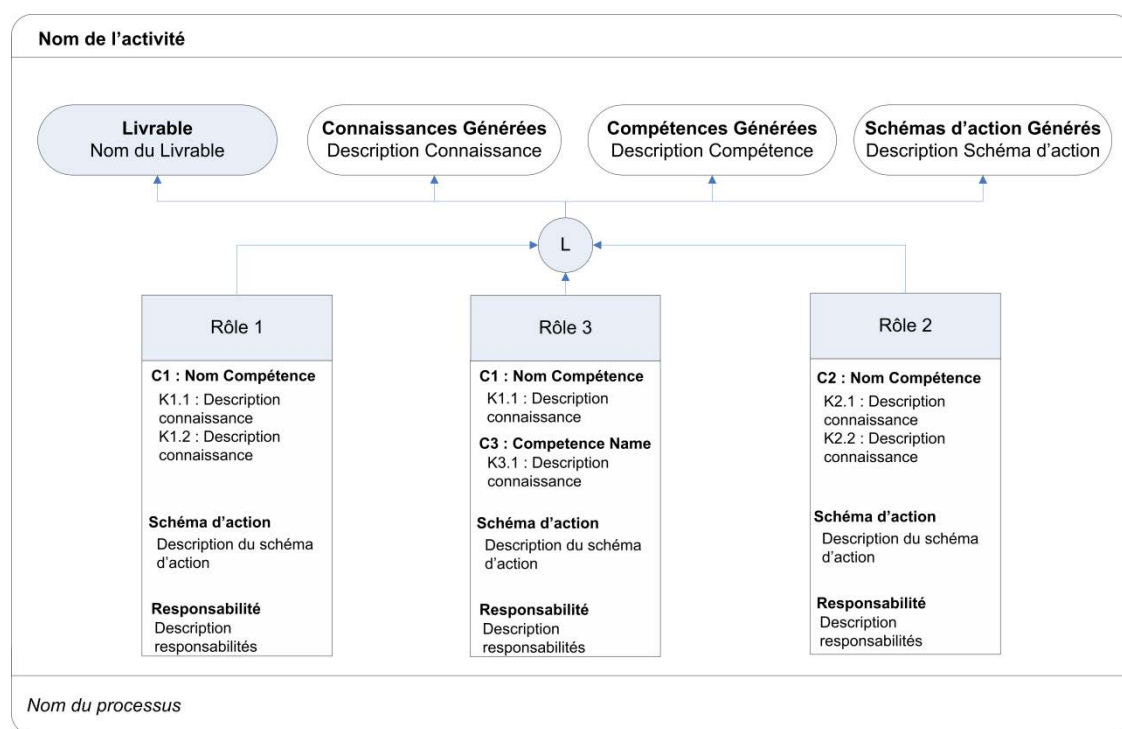 Nom de l'activité
Livrable
Nom du Livrable
Connaissances Générées
Description Connaissance
Compétences Générées
Description Compétence
Schémas d'action Générés
Description Schéma d'action
L
Rôle 1
C1 : Nom Compétence
K1.1 : Description
connaissance
K1.2 : Description
connaissance
Schéma d'action
Description du schéma
d'action
Responsabilité
Description
responsabilités
Rôle 3
C1 : Nom Compétence
K1.1 : Description
connaissance
C3 : Competence Name
K3.1 : Description
connaissance
Schéma d'action
Description du schéma
d'action
Responsabilité
Description
responsabilités
Rôle 2
C2 : Nom Compétence
K2.1 : Description
connaissance
K2.2 : Description
connaissance
Schéma d'action
Description du schéma
d'action
Responsabilité
Description
responsabilités
Nom du processus